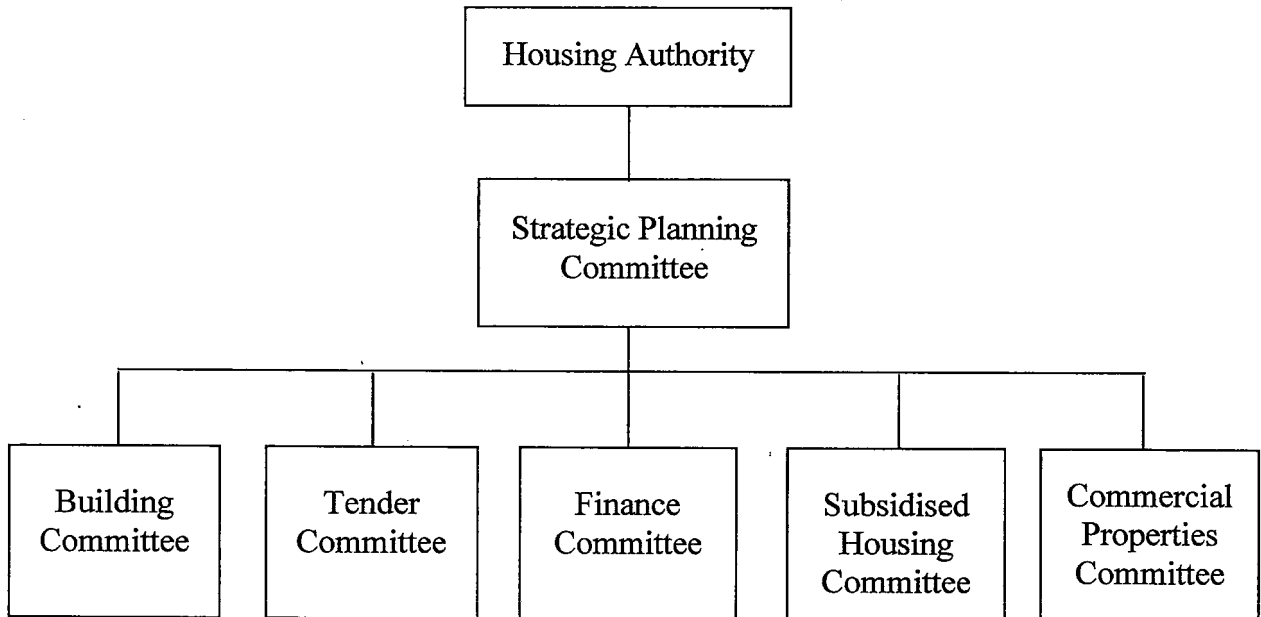 Housing Authority
Strategic Planning
Committee
Building
Committee
Tender
Committee
Finance
Committee
Subsidised
Housing
Committee
Commercial
Properties
Committee